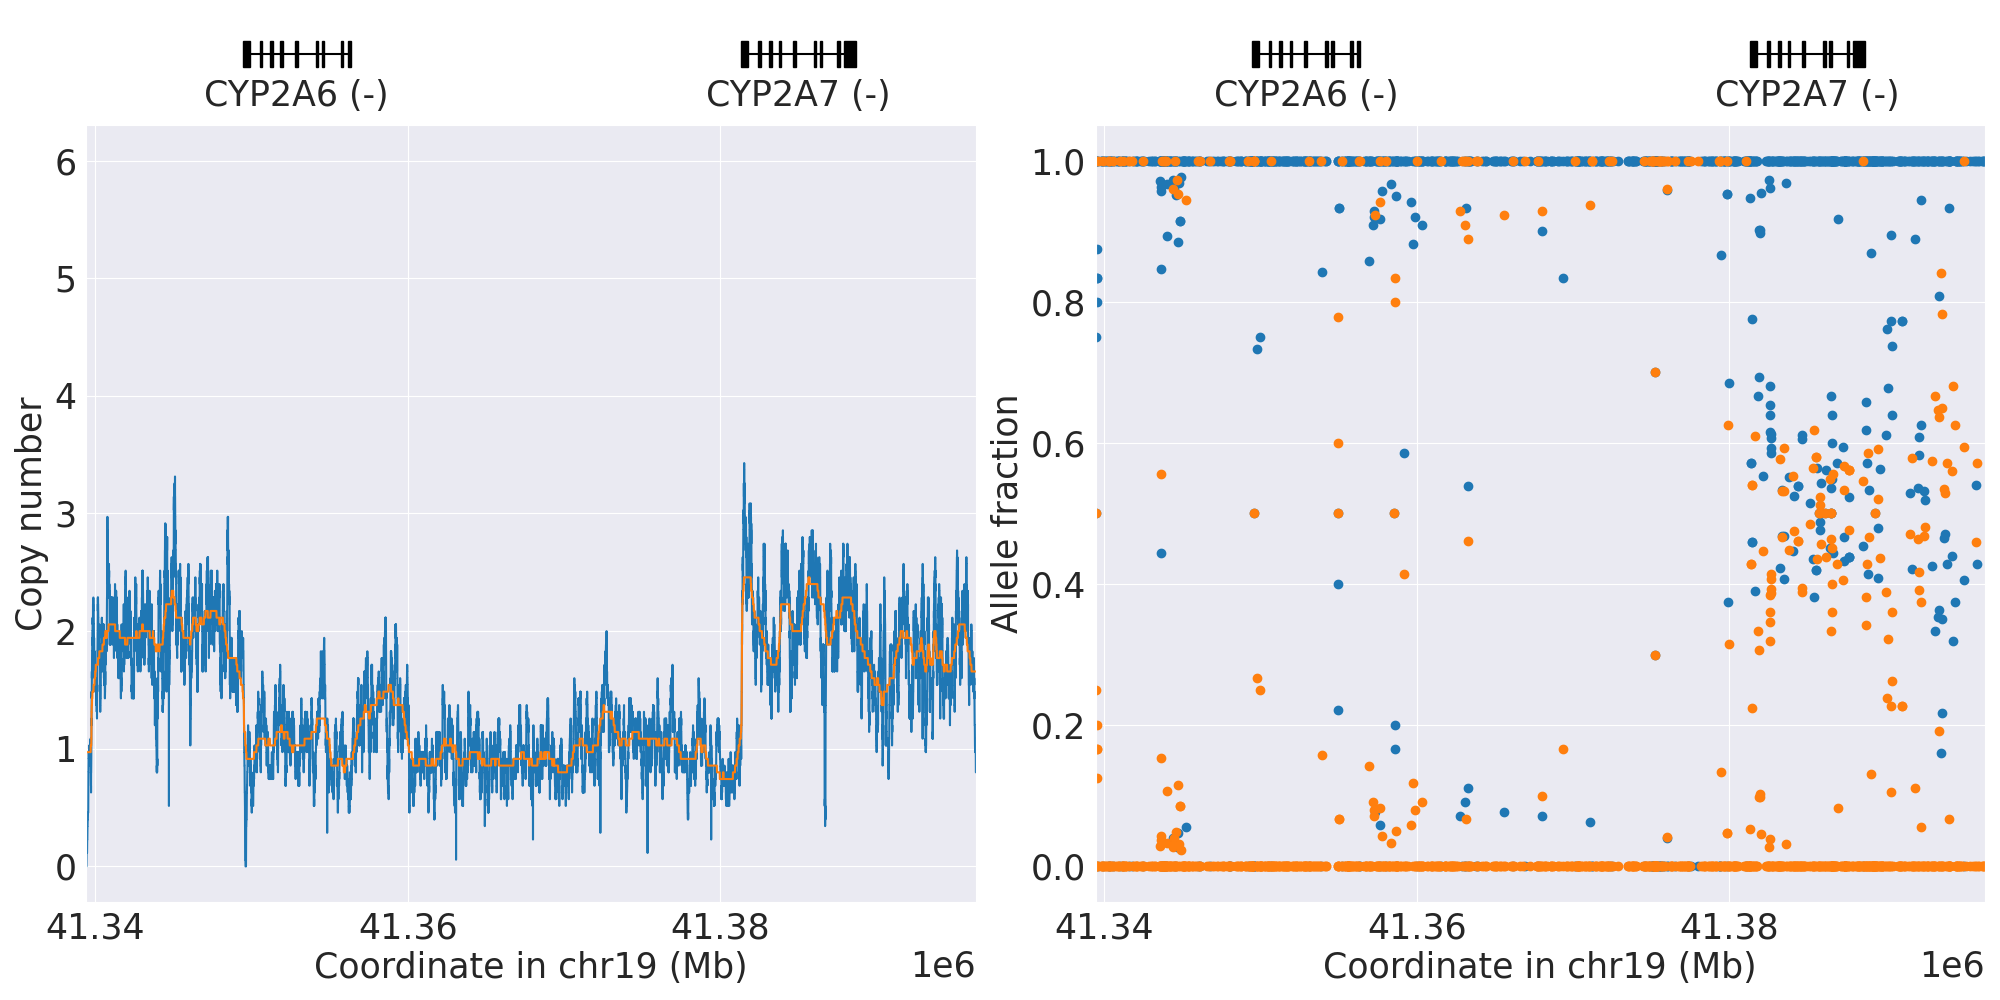 CYP2A6 (-)
CYP2A7 (-)
CYP2A6 (-)
CYP2A7 (-)
Copy number
6
5
4
3
2
1
0
41.34
41.36
41.38
Coordinate in chr19 (Mb)
1e6
Allele fraction
1.0
0.8
0.6
0.4
0.2
0.0
41.34
41.36
41.38
Coordinate in chr19 (Mb)
1e6